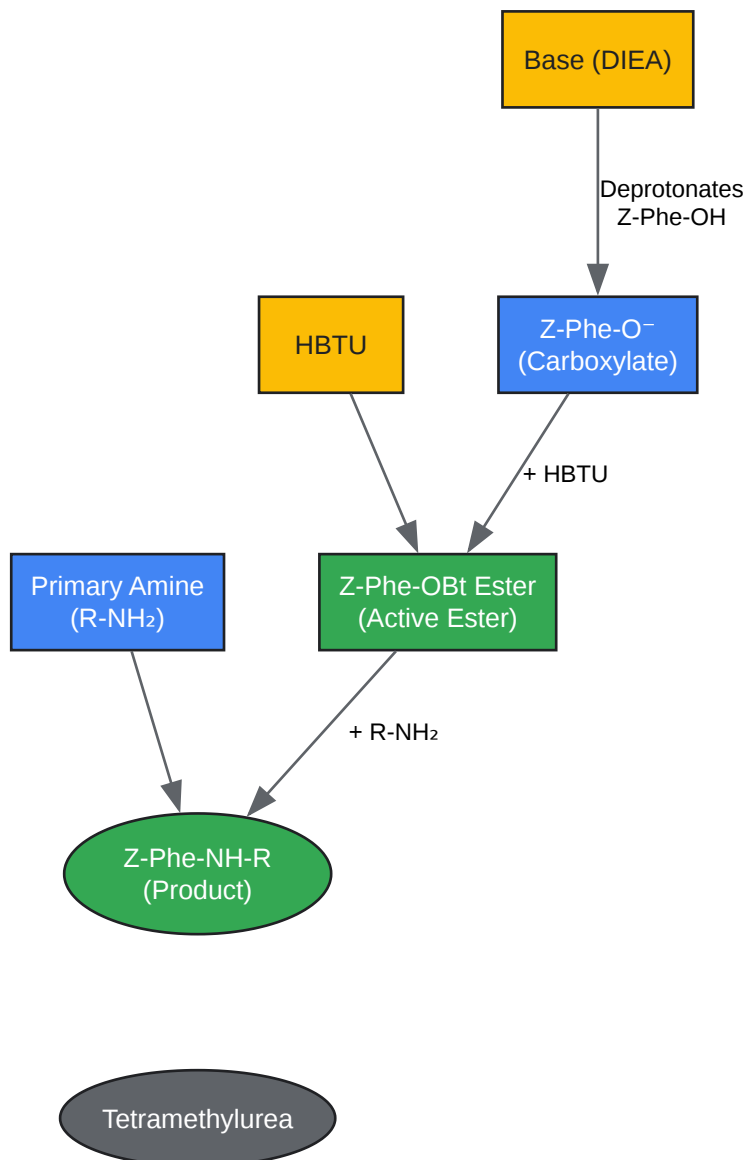 Base (DIEA)
Deprotonates
Z-Phe-OH
HBTU
Z-Phe-O⁻
(Carboxylate)
+ HBTU
Primary Amine
(R-NH₂)
Z-Phe-OBt Ester
(Active Ester)
+ R-NH₂
Z-Phe-NH-R
(Product)
Tetramethylurea